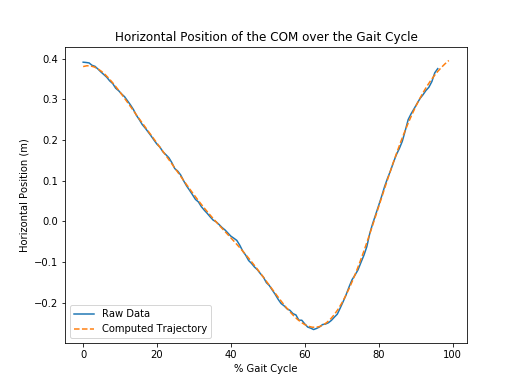 Horizontal Position of the COM over the Gait Cycle
Horizontal Position (m)
0.4
0.3
0.2
0.1
0.0
−0.1
−0.2
Raw Data
Computed Trajectory
0
20
40
60
80
100
% Gait Cycle